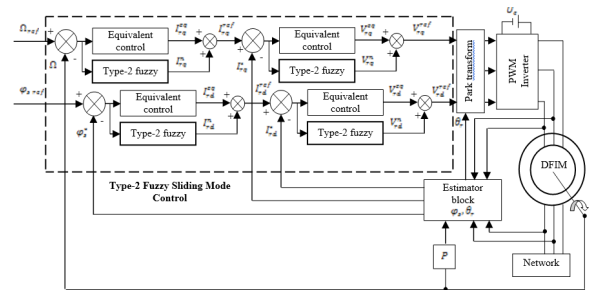 Ω_ref
Ω
φ_s ref
φ_s^*
Equivalent
control
Type-2 fuzzy
I_rq^eq
I_rq^n
I_rq^ref
I_rq^*
Equivalent
control
Type-2 fuzzy
V_rq^eq
V_rq^n
V_rq^ref
Equivalent
control
Type-2 fuzzy
I_rd^eq
I_rd^n
I_rd^ref
I_rd^*
Equivalent
control
Type-2 fuzzy
V_rd^eq
V_rd^n
V_rd^ref
Park transform
θ_r
PWM
Inverter
DFIM
Type-2 Fuzzy Sliding Mode
Control
Estimator
block
φ_s, θ_r
P
Network